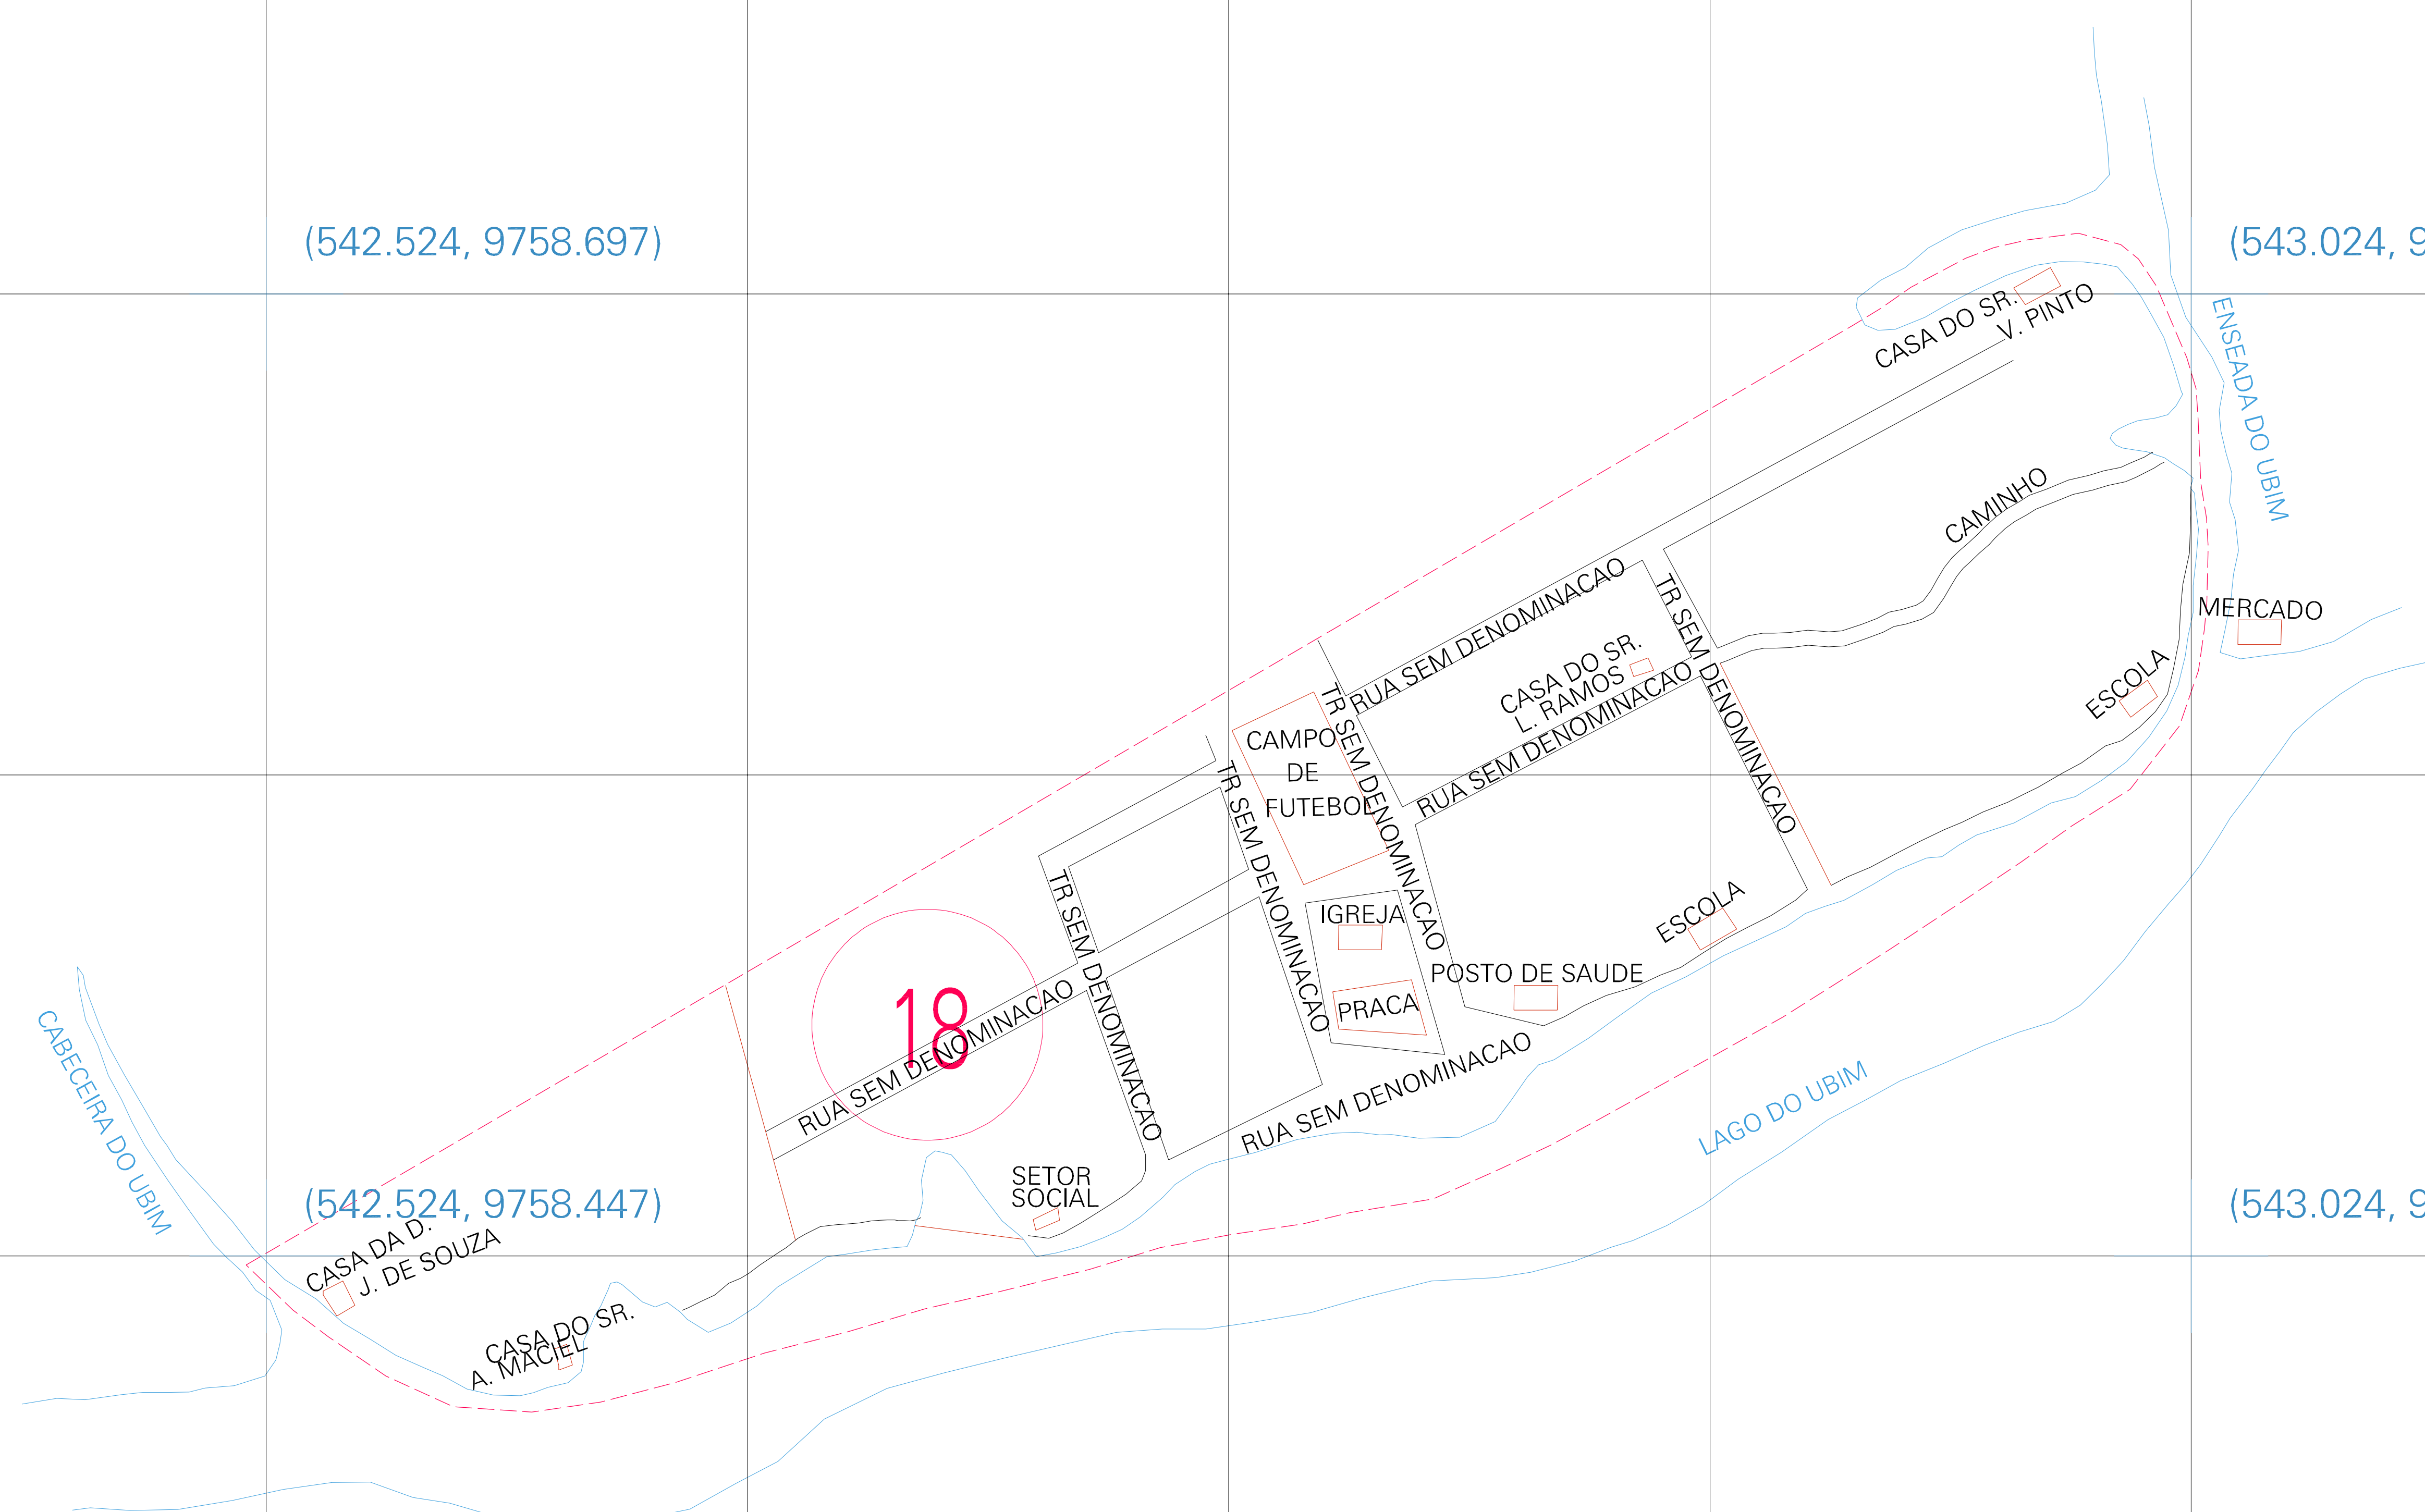 (542.524, 9758.697)
(543.024, 9
CASA DO SR.
V. PINTO
ENSEADA DO UBIM
CAMINHO
MERCADO
ESCOLA
RUA SEM DENOMINACAO
TR SEM DENOMINACAO
CASA DO SR.
L. RAMOS
RUA SEM DENOMINACAO
TR SEM DENOMINACAO
CAMPO
DE
FUTEBOL
TR SEM DENOMINACAO
TR SEM DENOMINACAO
IGREJA
ESCOLA
POSTO DE SAUDE
PRACA
18
RUA SEM DENOMINACAO
RUA SEM DENOMINACAO
LAGO DO UBIM
CABECEIRA DO UBIM
SETOR
SOCIAL
(542.524, 9758.447)
(543.024, 9
CASA DA D.
J. DE SOUZA
CASA DO SR.
A. MACIEL